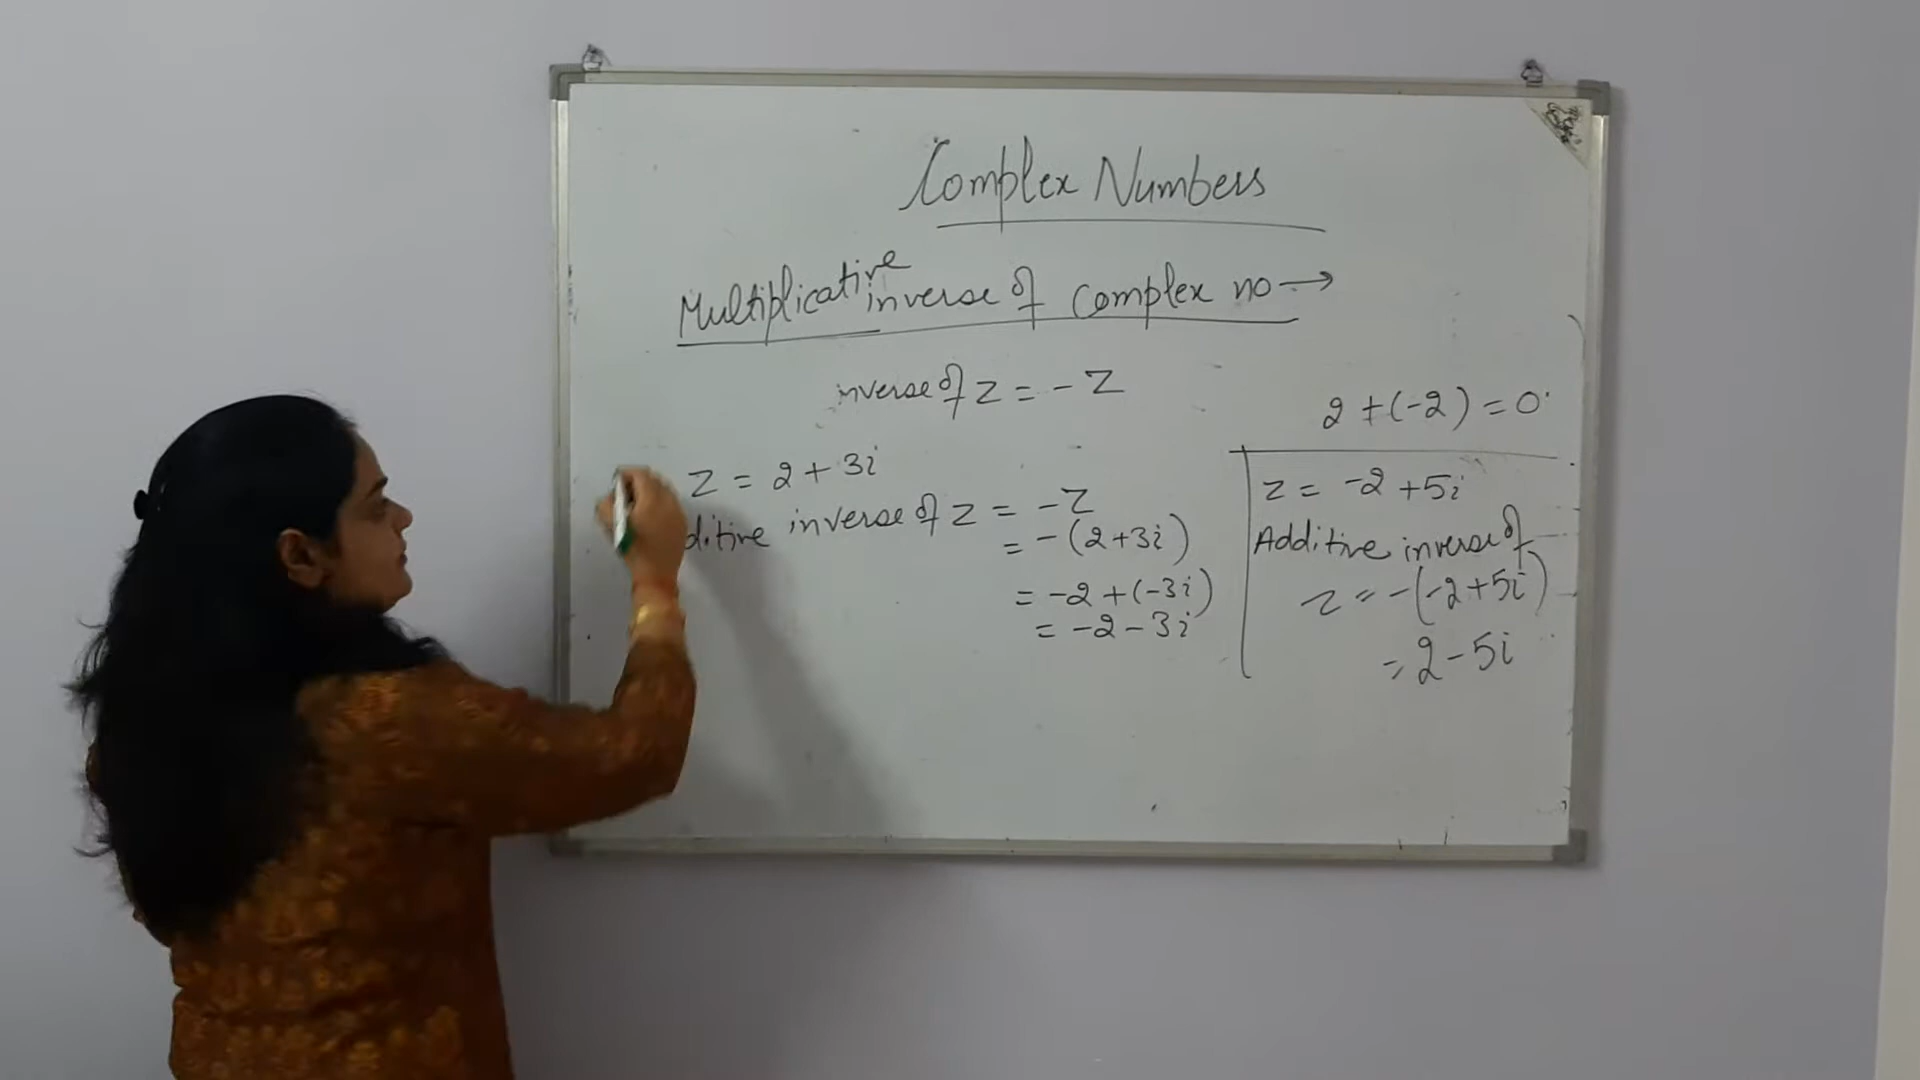 Complex Numbers
Multiplicative inverse of complex no →
inverse of z = - z
2 + (-2) = 0
z = 2 + 3i
ditive inverse of z = - z
= - (2+3i)
= -2 + (-3i)
= -2 - 3i
z = -2 + 5i
Additive inverse of
z = - (-2+5i)
= 2 - 5i